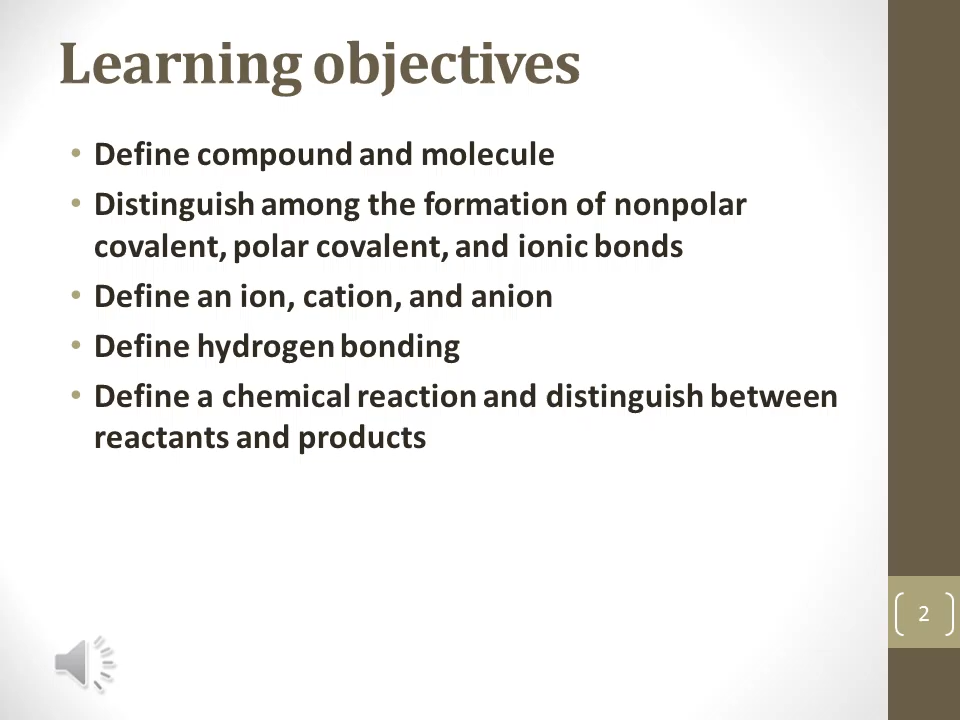 Learning objectives
• Define compound and molecule
• Distinguish among the formation of nonpolar
covalent, polar covalent, and ionic bonds
• Define an ion, cation, and anion
• Define hydrogen bonding
• Define a chemical reaction and distinguish between
reactants and products
2